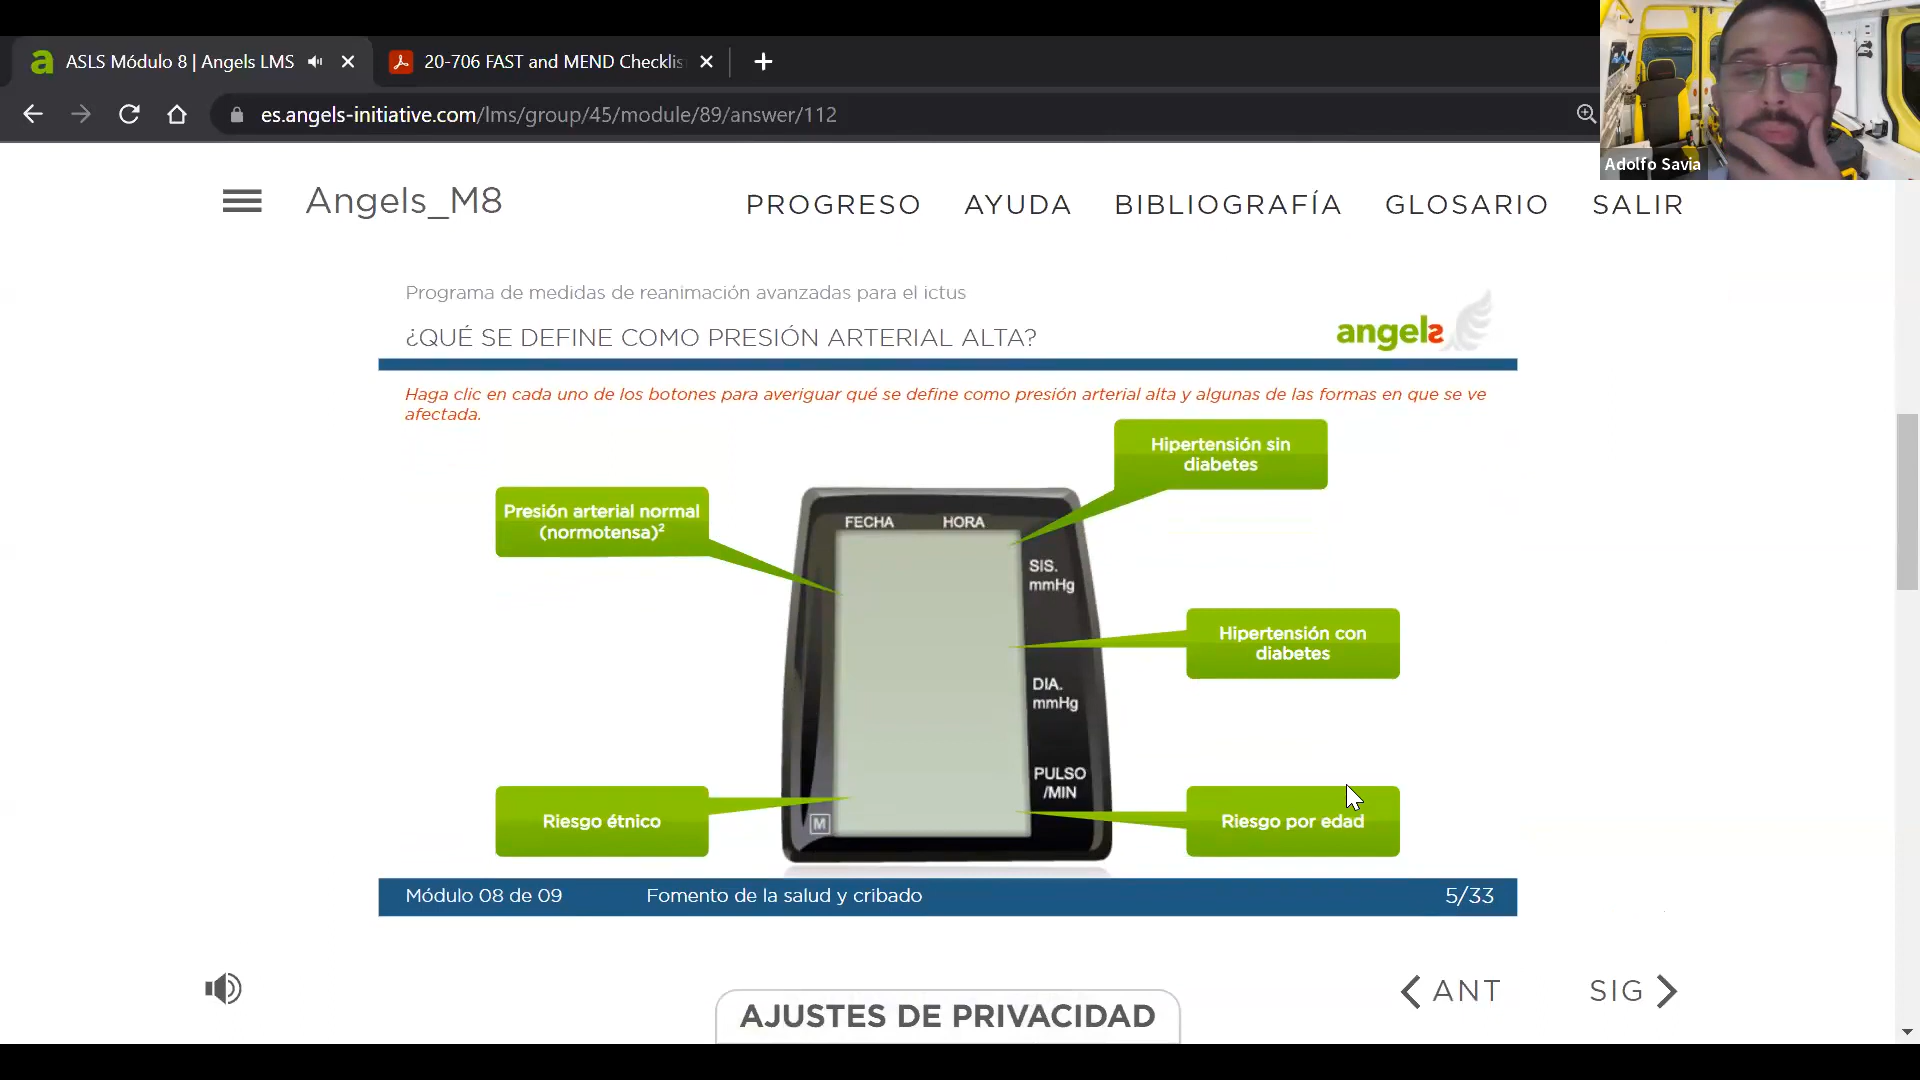 ASLS Módulo 8 | Angels LMS
20-706 FAST and MEND Checklis
es.angels-initiative.com/lms/group/45/module/89/answer/112
Adolfo Savia
Angels_M8
PROGRESO
AYUDA
BIBLIOGRAFÍA
GLOSARIO
SALIR
Programa de medidas de reanimación avanzadas para el ictus
¿QUÉ SE DEFINE COMO PRESIÓN ARTERIAL ALTA?
angels
Haga clic en cada uno de los botones para averiguar qué se define como presión arterial alta y algunas de las formas en que se ve
afectada.
Hipertensión sin
diabetes
Presión arterial normal
(normotensa)²
FECHA
HORA
SIS.
mmHg
Hipertensión con
diabetes
DIA.
mmHg
PULSO
/MIN
Riesgo étnico
M
Riesgo por edad
Módulo 08 de 09
Fomento de la salud y cribado
5/33
ANT
SIG
AJUSTES DE PRIVACIDAD